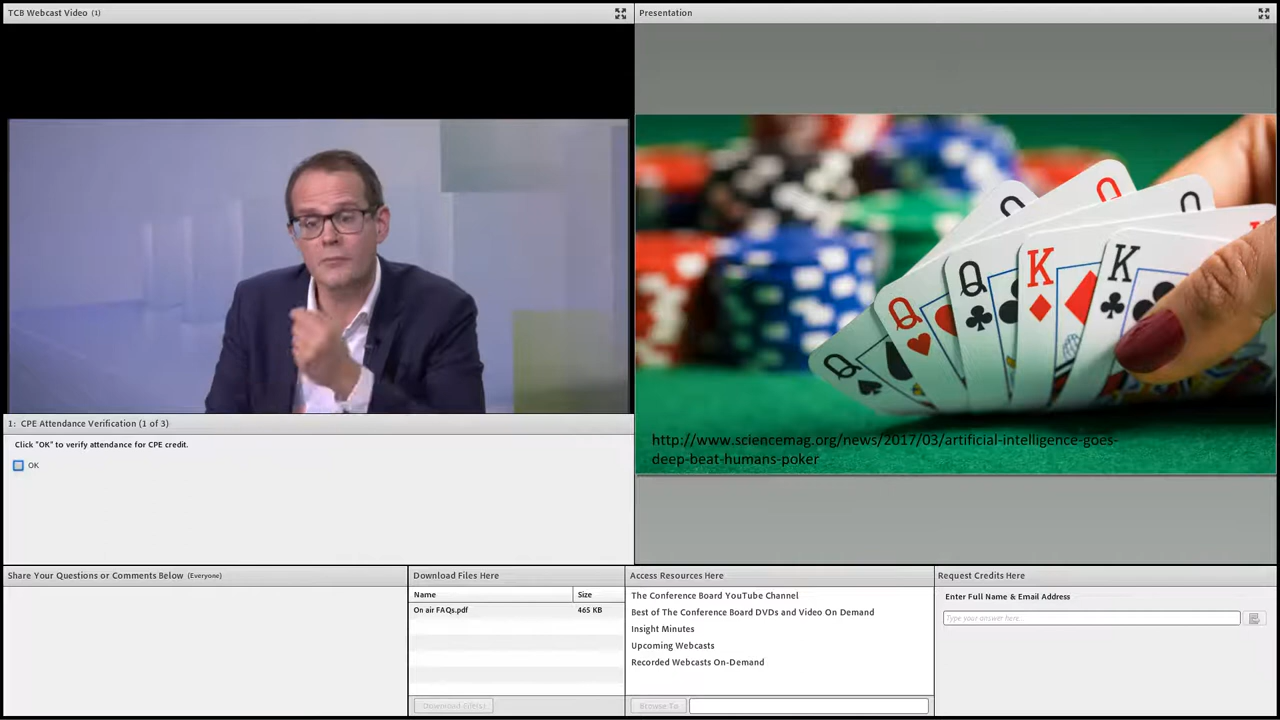 TCB Webcast Video (1)
Presentation
Q
Q
Q
Q
Q
Q
K
K
http://www.sciencemag.org/news/2017/03/artificial-intelligence-goes-
deep-beat-humans-poker
1: CPE Attendance Verification (1 of 3)
Click "OK" to verify attendance for CPE credit.
OK
Share Your Questions or Comments Below (Everyone)
Download Files Here
Name Size
On air FAQs.pdf 465 KB
Download File(s)
Access Resources Here
The Conference Board YouTube Channel
Best of The Conference Board DVDs and Video On Demand
Insight Minutes
Upcoming Webcasts
Recorded Webcasts On-Demand
Browse To
Request Credits Here
Enter Full Name & Email Address
Type your answer here...